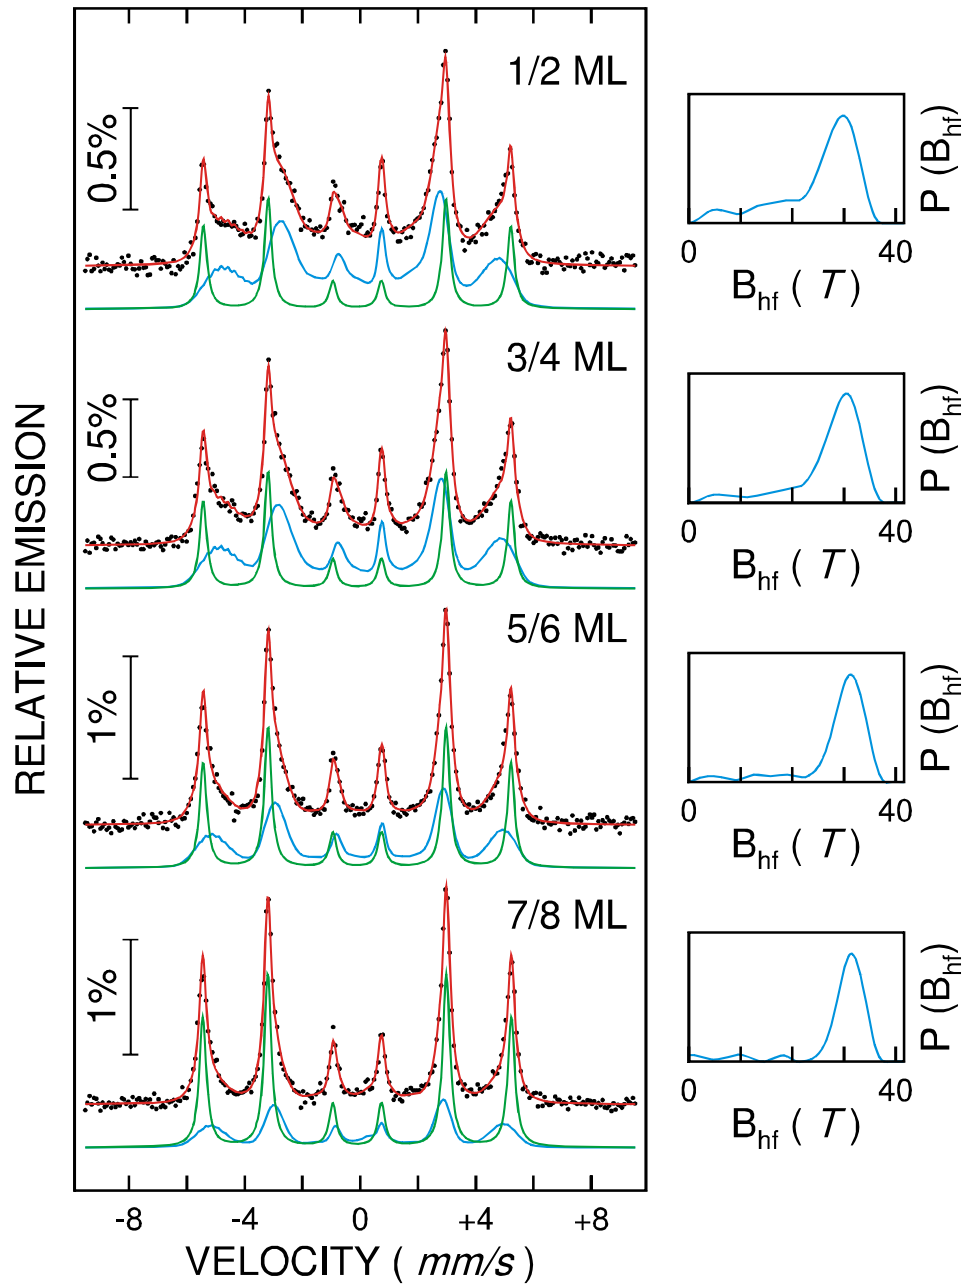 RELATIVE EMISSION
1/2 ML
0.5%
3/4 ML
0.5%
5/6 ML
1%
7/8 ML
1%
-8 -4 0 +4 +8
VELOCITY ( mm/s )
P (Bhf)
0 40
Bhf ( T )
P (Bhf)
0 40
Bhf ( T )
P (Bhf)
0 40
Bhf ( T )
P (Bhf)
0 40
Bhf ( T )